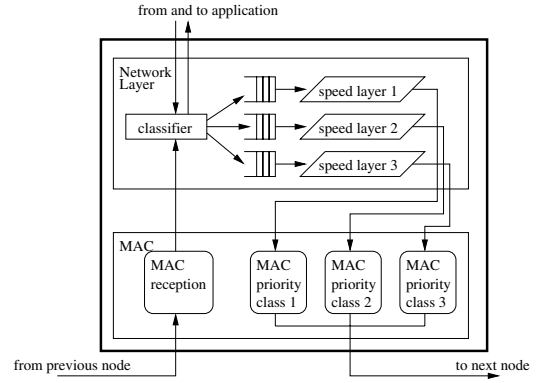 from and to application
Network
Layer
classifier
speed layer 1
speed layer 2
speed layer 3
MAC
MAC
reception
MAC
priority
class 1
MAC
priority
class 2
MAC
priority
class 3
from previous node
to next node